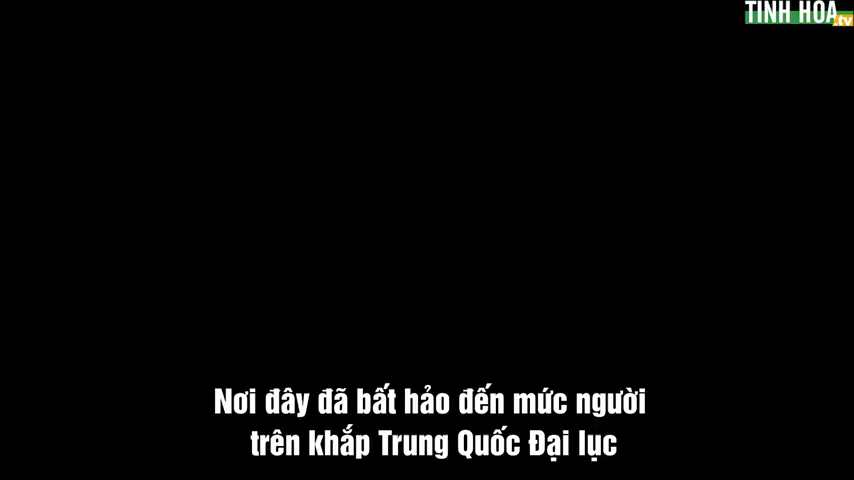 TINH HOA
.tv
Nơi đây đã bất hảo đến mức người
trên khắp Trung Quốc Đại lục